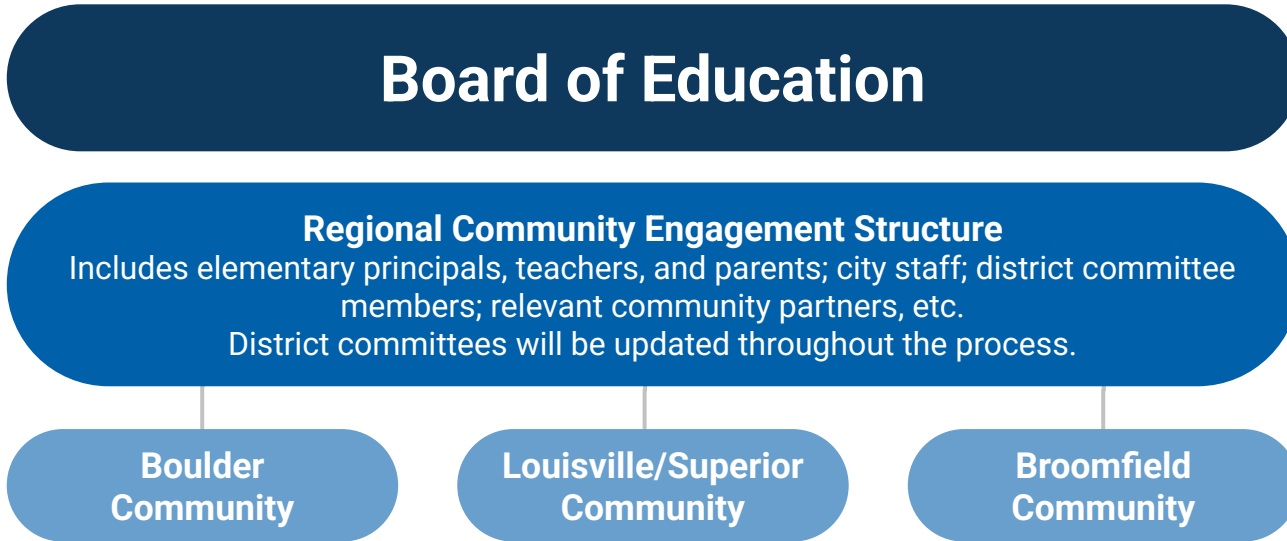 Board of Education
Regional Community Engagement Structure
Includes elementary principals, teachers, and parents; city staff; district committee
members; relevant community partners, etc.
District committees will be updated throughout the process.
Boulder
Community
Louisville/Superior
Community
Broomfield
Community